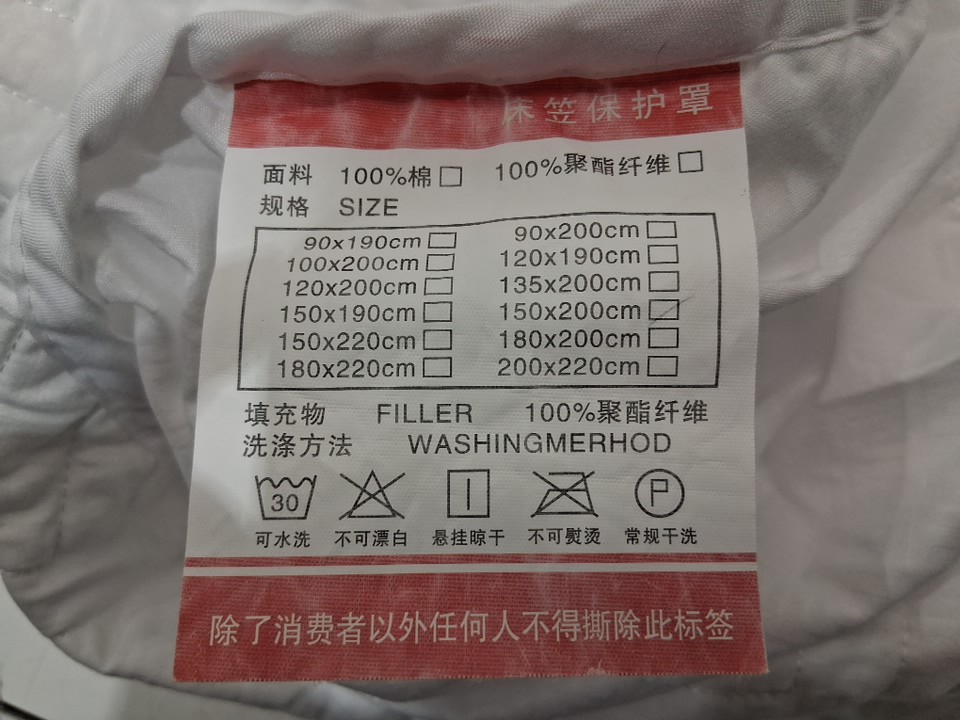 床笠保护罩
面料 100%棉□ 100%聚酯纤维□
规格 SIZE
90x190cm□ 90x200cm□
100x200cm□ 120x190cm□
120x200cm□ 135x200cm□
150x190cm□ 150x200cm□
150x220cm□ 180x200cm□
180x220cm□ 200x220cm□
填充物 FILLER 100%聚酯纤维
洗涤方法 WASHINGMERHOD
30 P
可水洗 不可漂白 悬挂晾干 不可熨烫 常规干洗
除了消费者以外任何人不得撕除此标签